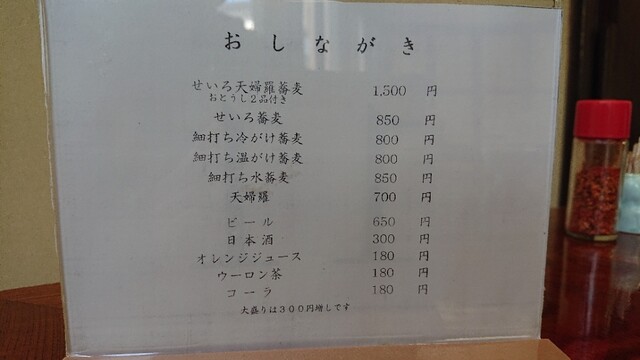 おしながき
せいろ天婦羅蕎麦 1,500 円
おとうし２品付き
せいろ蕎麦 850 円
細打ち冷がけ蕎麦 800 円
細打ち温がけ蕎麦 800 円
細打ち水蕎麦 850 円
天婦羅 700 円
ビール 650 円
日本酒 300 円
オレンジジュース 180 円
ウーロン茶 180 円
コーラ 180 円
大盛りは３００円増しです